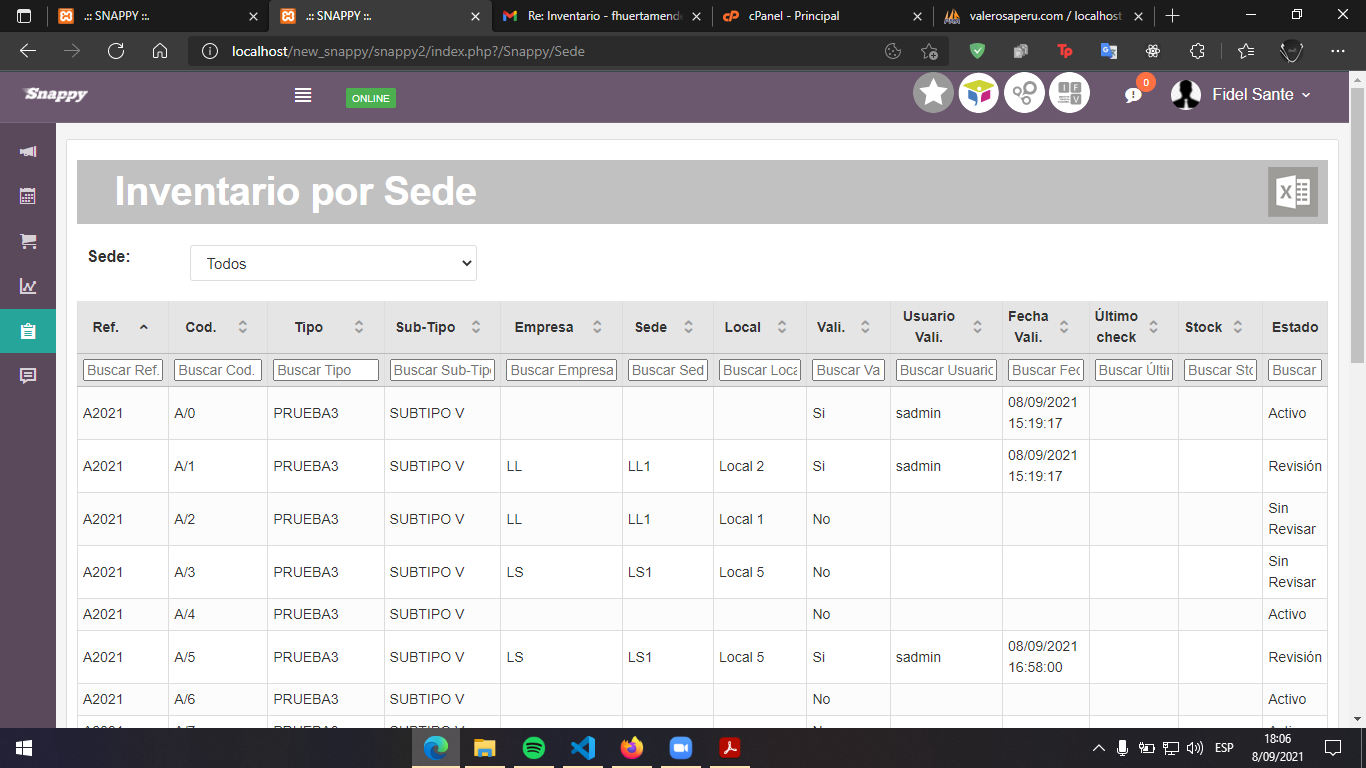 .:: SNAPPY ::.
.:: SNAPPY ::.
Re: Inventario - fhuertamend
cPanel - Principal
valerosaperu.com / localhost
localhost/new_snappy/snappy2/index.php?/Snappy/Sede
Snappy
ONLINE
I F V
0
Fidel Sante
Inventario por Sede
Sede:
Todos
Ref. Cod. Tipo Sub-Tipo Empresa Sede Local Vali. Usuario Vali. Fecha Vali. Último check Stock Estado
Buscar Ref. Buscar Cod. Buscar Tipo Buscar Sub-Tip Buscar Empresa Buscar Sed Buscar Loca Buscar Va Buscar Usuario Buscar Fec Buscar Últi Buscar Sto Buscar
A2021 A/0 PRUEBA3 SUBTIPO V Si sadmin 08/09/2021 15:19:17 Activo
A2021 A/1 PRUEBA3 SUBTIPO V LL LL1 Local 2 Si sadmin 08/09/2021 15:19:17 Revisión
A2021 A/2 PRUEBA3 SUBTIPO V LL LL1 Local 1 No Sin Revisar
A2021 A/3 PRUEBA3 SUBTIPO V LS LS1 Local 5 No Sin Revisar
A2021 A/4 PRUEBA3 SUBTIPO V No Activo
A2021 A/5 PRUEBA3 SUBTIPO V LS LS1 Local 5 Si sadmin 08/09/2021 16:58:00 Revisión
A2021 A/6 PRUEBA3 SUBTIPO V No Activo
ESP
18:06
8/09/2021